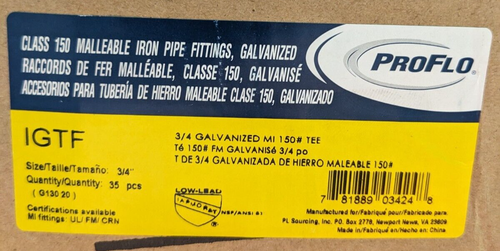 CLASS 150 MALLEABLE IRON PIPE FITTINGS, GALVANIZED
RACCORDS DE FER MALLÉABLE, CLASSE 150, GALVANISÉ
ACCESORIOS PARA TUBERÍA DE HIERRO MALEABLE CLASE 150, GALVANIZADO
PROFLO
IGTF
3/4 GALVANIZED MI 150# TEE
TÉ 150# FM GALVANISÉ 3/4 po
T DE 3/4 GALVANIZADA DE HIERRO MALEABLE 150#
Size/Taille/Tamaño: 3/4"
Quantity/Quantity: 35 pcs
( G130 20 )
Certifications available
MI fittings: UL/ FM/ CRN
LOW-LEAD
IAPMO R&T
NSF/ANSI 61
7 81889 03424 8
Manufactured for/Fabriqué pour/Fabricado para:
PL Sourcing, Inc. P.O. Box 2778, Newport News, VA 23609
Made in/Fabriqué en/Hecho en: China